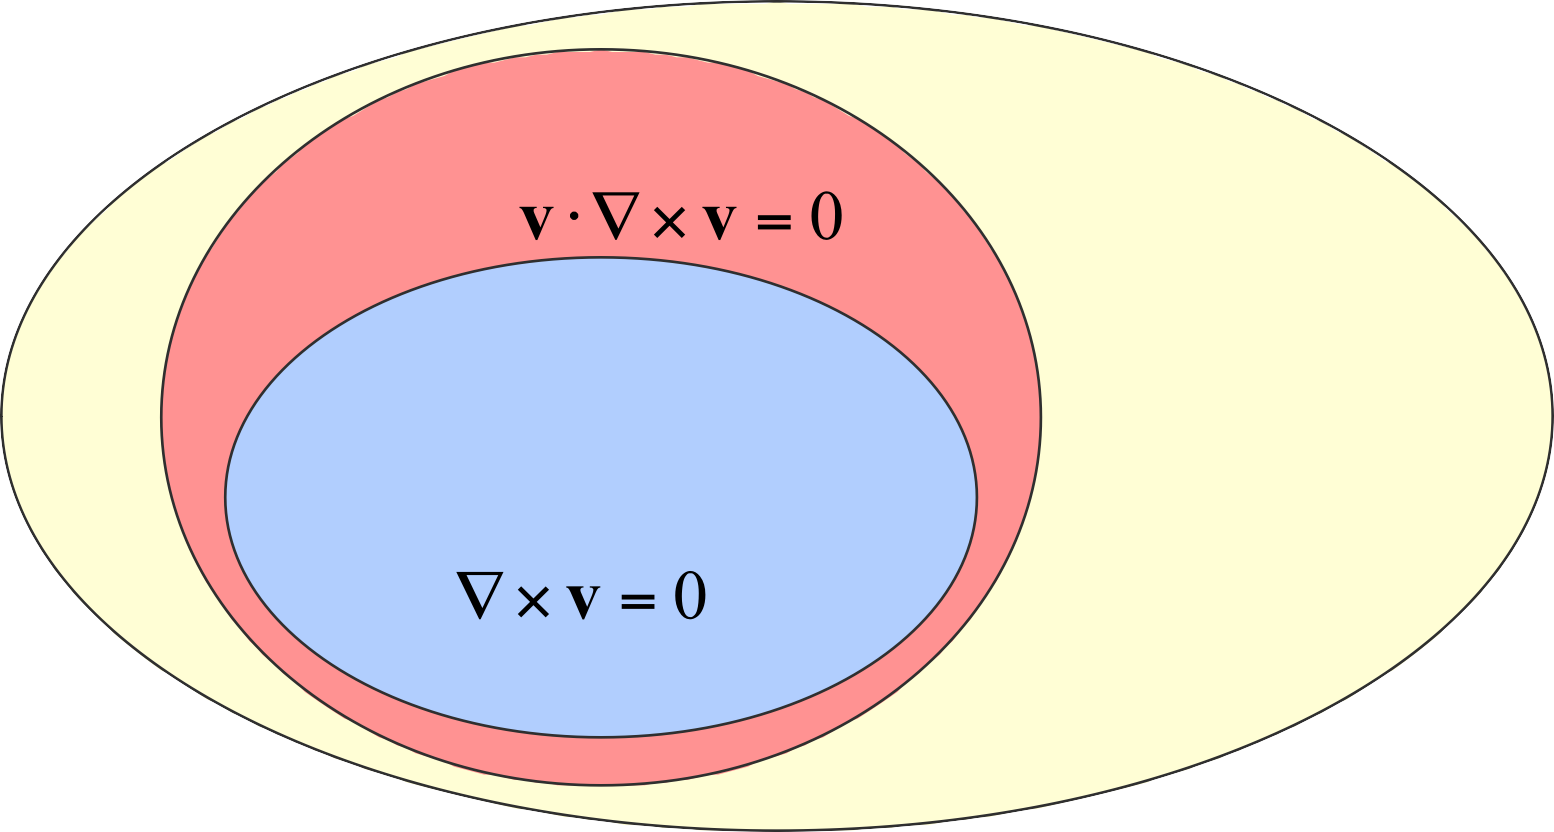 v · ∇ × v = 0
∇ × v = 0